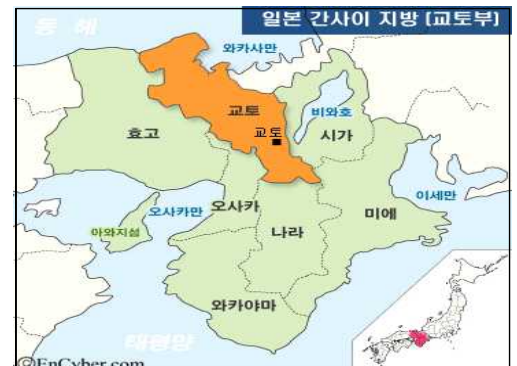 일본 간사이 지방 (교토부)
동 해
와카사만
교토
비와호
교토
효고
시가
이세만
오사카만
오사카
미에
아와지섬
나라
와카야마
태평양
©EnCyber.com